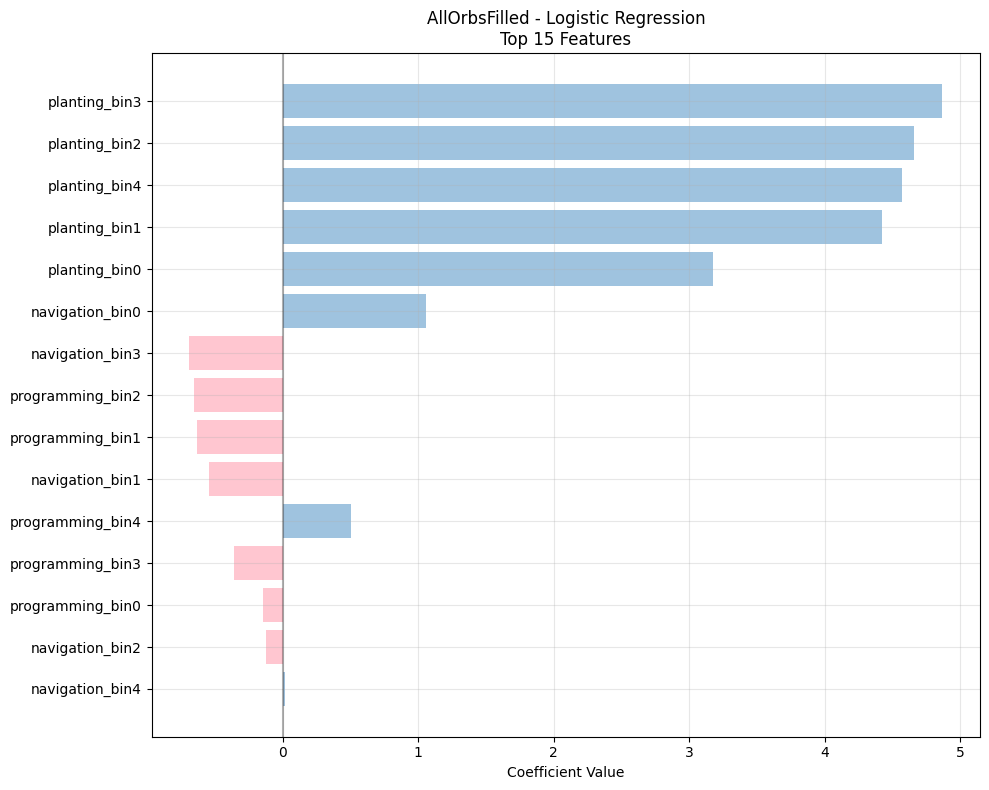 AllOrbsFilled - Logistic Regression
Top 15 Features
planting_bin3
planting_bin2
planting_bin4
planting_bin1
planting_bin0
navigation_bin0
navigation_bin3
programming_bin2
programming_bin1
navigation_bin1
programming_bin4
programming_bin3
programming_bin0
navigation_bin2
navigation_bin4
0 1 2 3 4 5
Coefficient Value